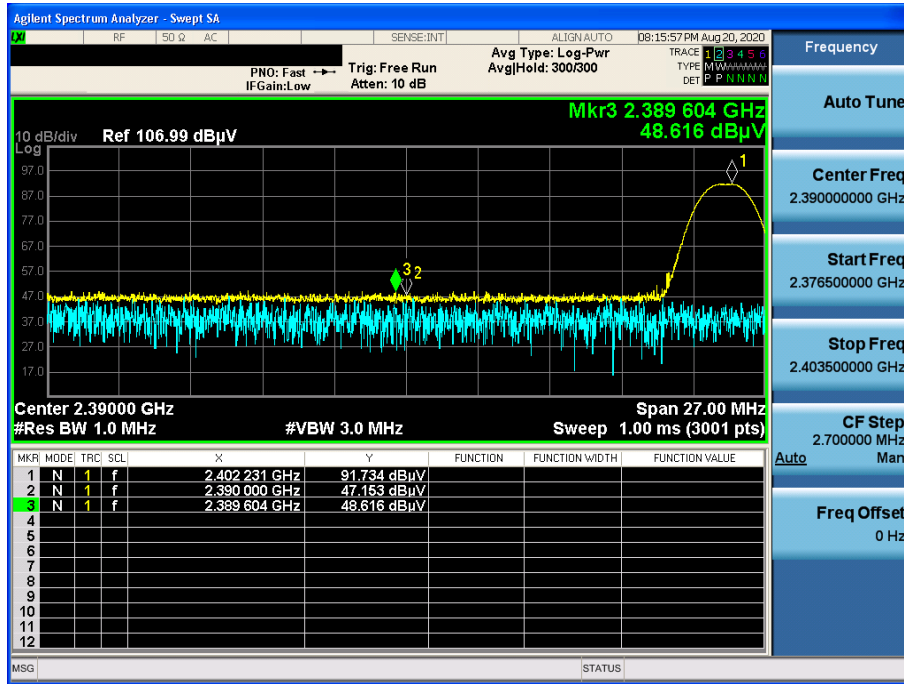 Agilent Spectrum Analyzer - Swept SA
LXI RF 50 Ω AC SENSE:INT ALIGN AUTO 08:15:57 PM Aug 20, 2020
PNO: Fast
IFGain:Low
Trig: Free Run
Atten: 10 dB
Avg Type: Log-Pwr
Avg|Hold: 300/300
TRACE 1 2 3 4 5 6
TYPE M WWWWW
DET P P N N N N
Mkr3 2.389 604 GHz
48.616 dBµV
10 dB/div Ref 106.99 dBµV
Log
97.0
87.0
77.0
67.0
57.0
47.0
37.0
27.0
17.0
1
3 2
Center 2.39000 GHz Span 27.00 MHz
#Res BW 1.0 MHz #VBW 3.0 MHz Sweep 1.00 ms (3001 pts)
MKR MODE TRC SCL X Y FUNCTION FUNCTION WIDTH FUNCTION VALUE
1 N 1 f 2.402 231 GHz 91.734 dBµV
2 N 1 f 2.390 000 GHz 47.153 dBµV
3 N 1 f 2.389 604 GHz 48.616 dBµV
4
5
6
7
8
9
10
11
12
MSG STATUS
Frequency
Auto Tune
Center Freq
2.390000000 GHz
Start Freq
2.376500000 GHz
Stop Freq
2.403500000 GHz
CF Step
2.700000 MHz
Auto Man
Freq Offset
0 Hz